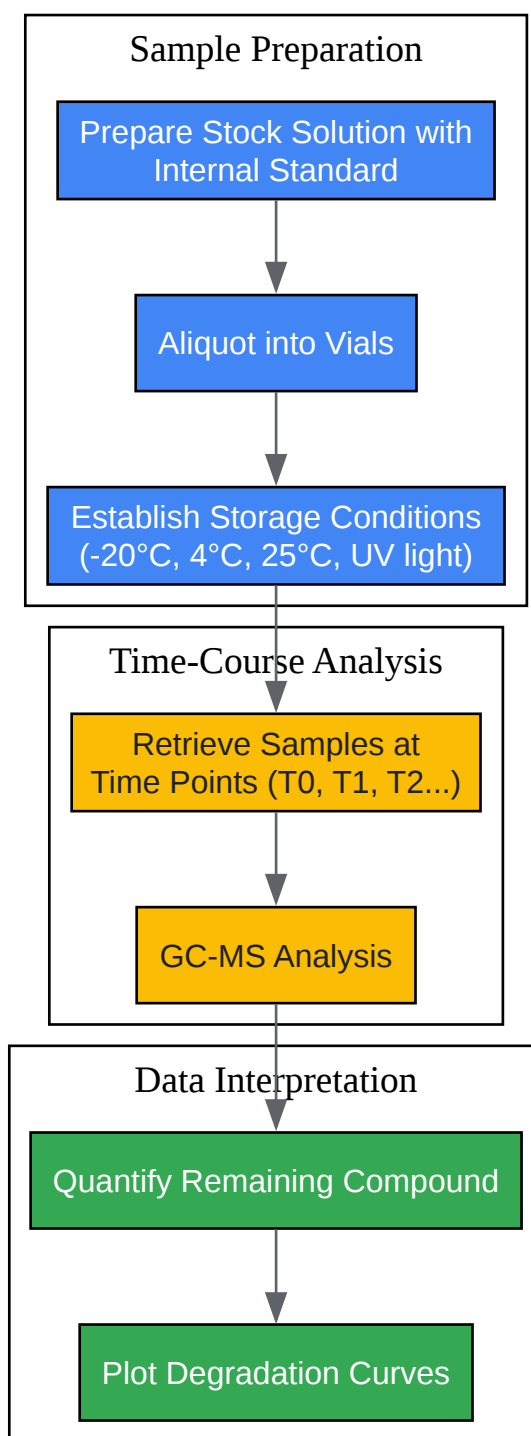 Sample Preparation
Prepare Stock Solution with
Internal Standard
Aliquot into Vials
Establish Storage Conditions
(-20°C, 4°C, 25°C, UV light)
Time-Course Analysis
Retrieve Samples at
Time Points (T0, T1, T2...)
GC-MS Analysis
Data Interpretation
Quantify Remaining Compound
Plot Degradation Curves